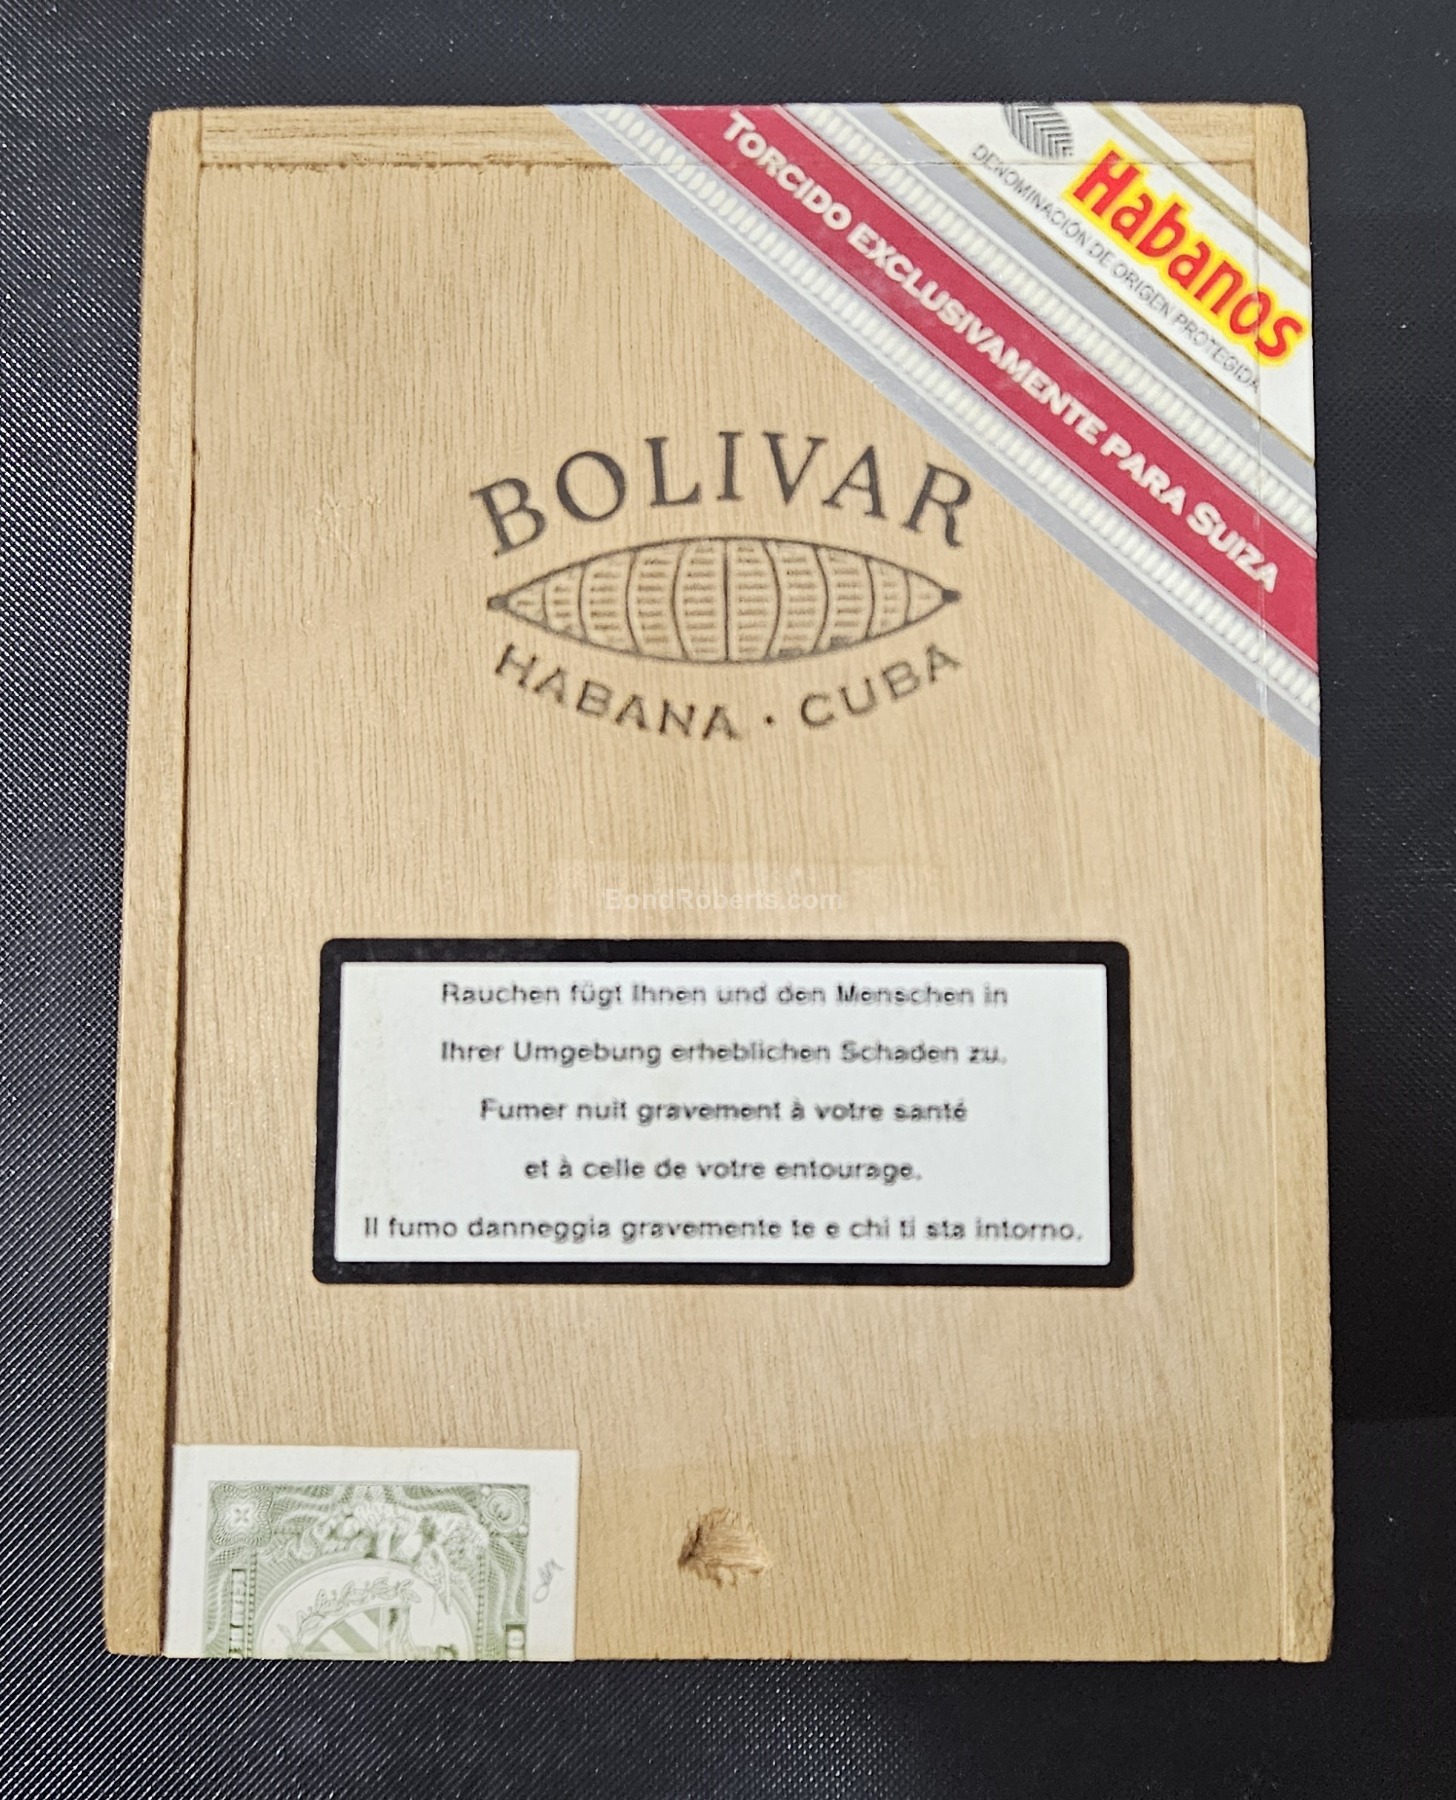 Habanos
DENOMINACIÓN DE ORIGEN PROTEGIDA
TORCIDO EXCLUSIVAMENTE PARA SUIZA
BOLIVAR
HABANA · CUBA
BondRoberts.com
Rauchen fügt Ihnen und den Menschen in
Ihrer Umgebung erheblichen Schaden zu.
Fumer nuit gravement à votre santé
et à celle de votre entourage.
Il fumo danneggia gravemente te e chi ti sta intorno.